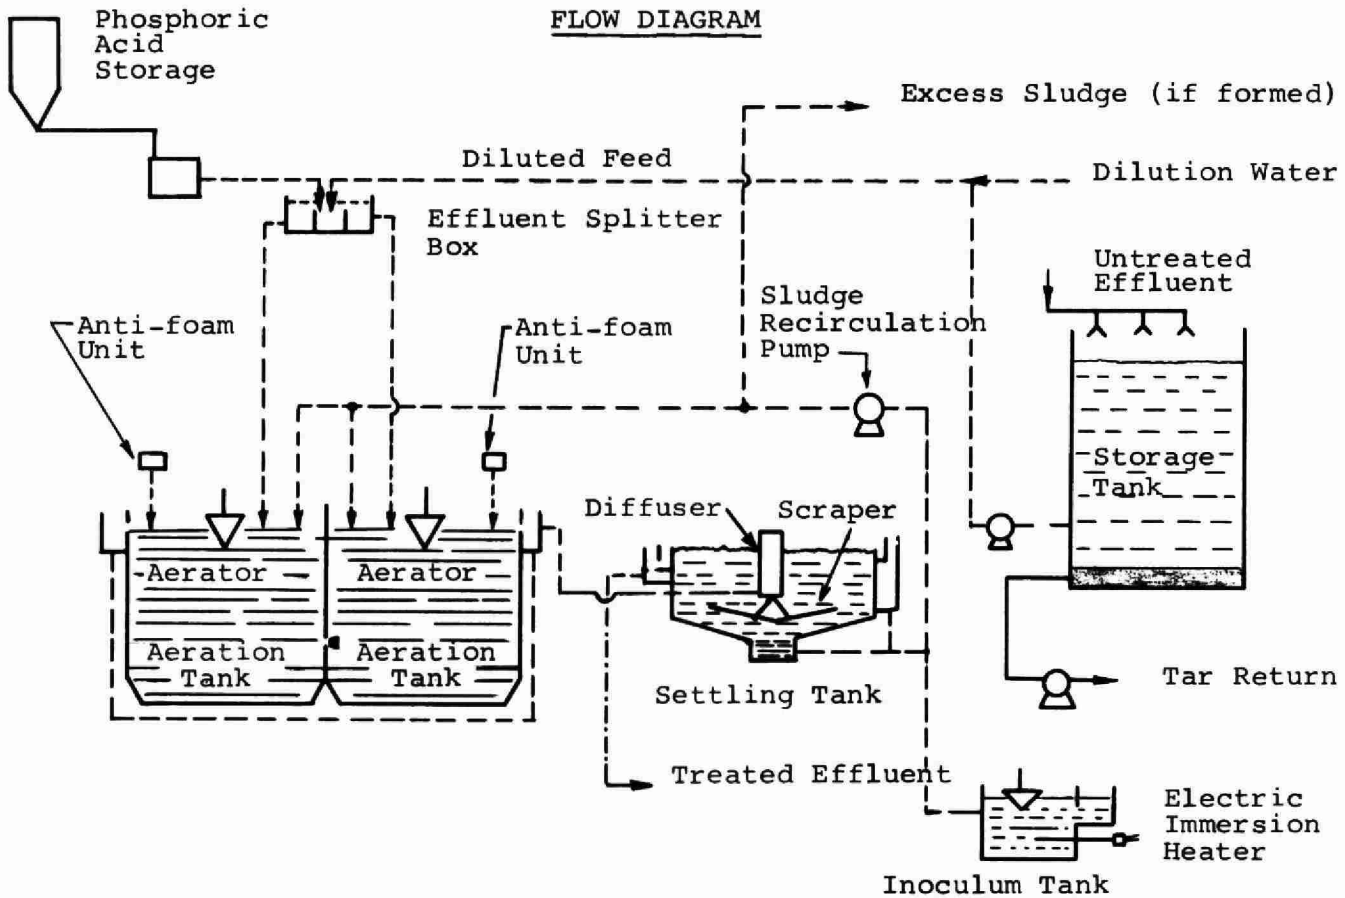 FLOW DIAGRAM
Phosphoric
Acid
Storage
Excess Sludge (if formed)
Diluted Feed
Dilution Water
Effluent Splitter
Box
Untreated
Effluent
Sludge
Recirculation
Pump
Anti-foam
Unit
Anti-foam
Unit
Storage
Tank
Diffuser
Scraper
Aerator
Aerator
Aeration
Tank
Aeration
Tank
Settling Tank
Tar Return
Treated Effluent
Electric
Immersion
Heater
Inoculum Tank